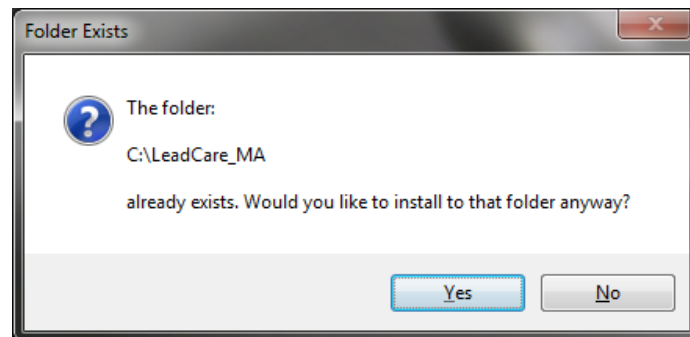 Folder Exists
The folder:
C:\LeadCare_MA
already exists. Would you like to install to that folder anyway?
Yes
No